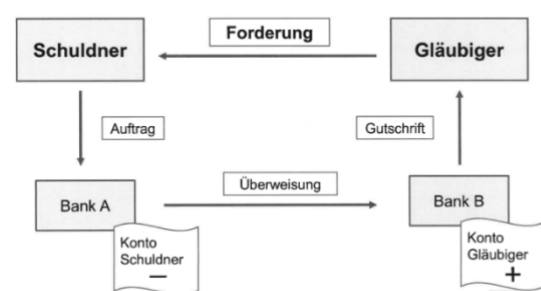 Forderung
Schuldner
Gläubiger
Auftrag
Gutschrift
Überweisung
Bank A
Bank B
Konto
Schuldner
–
Konto
Gläubiger
+